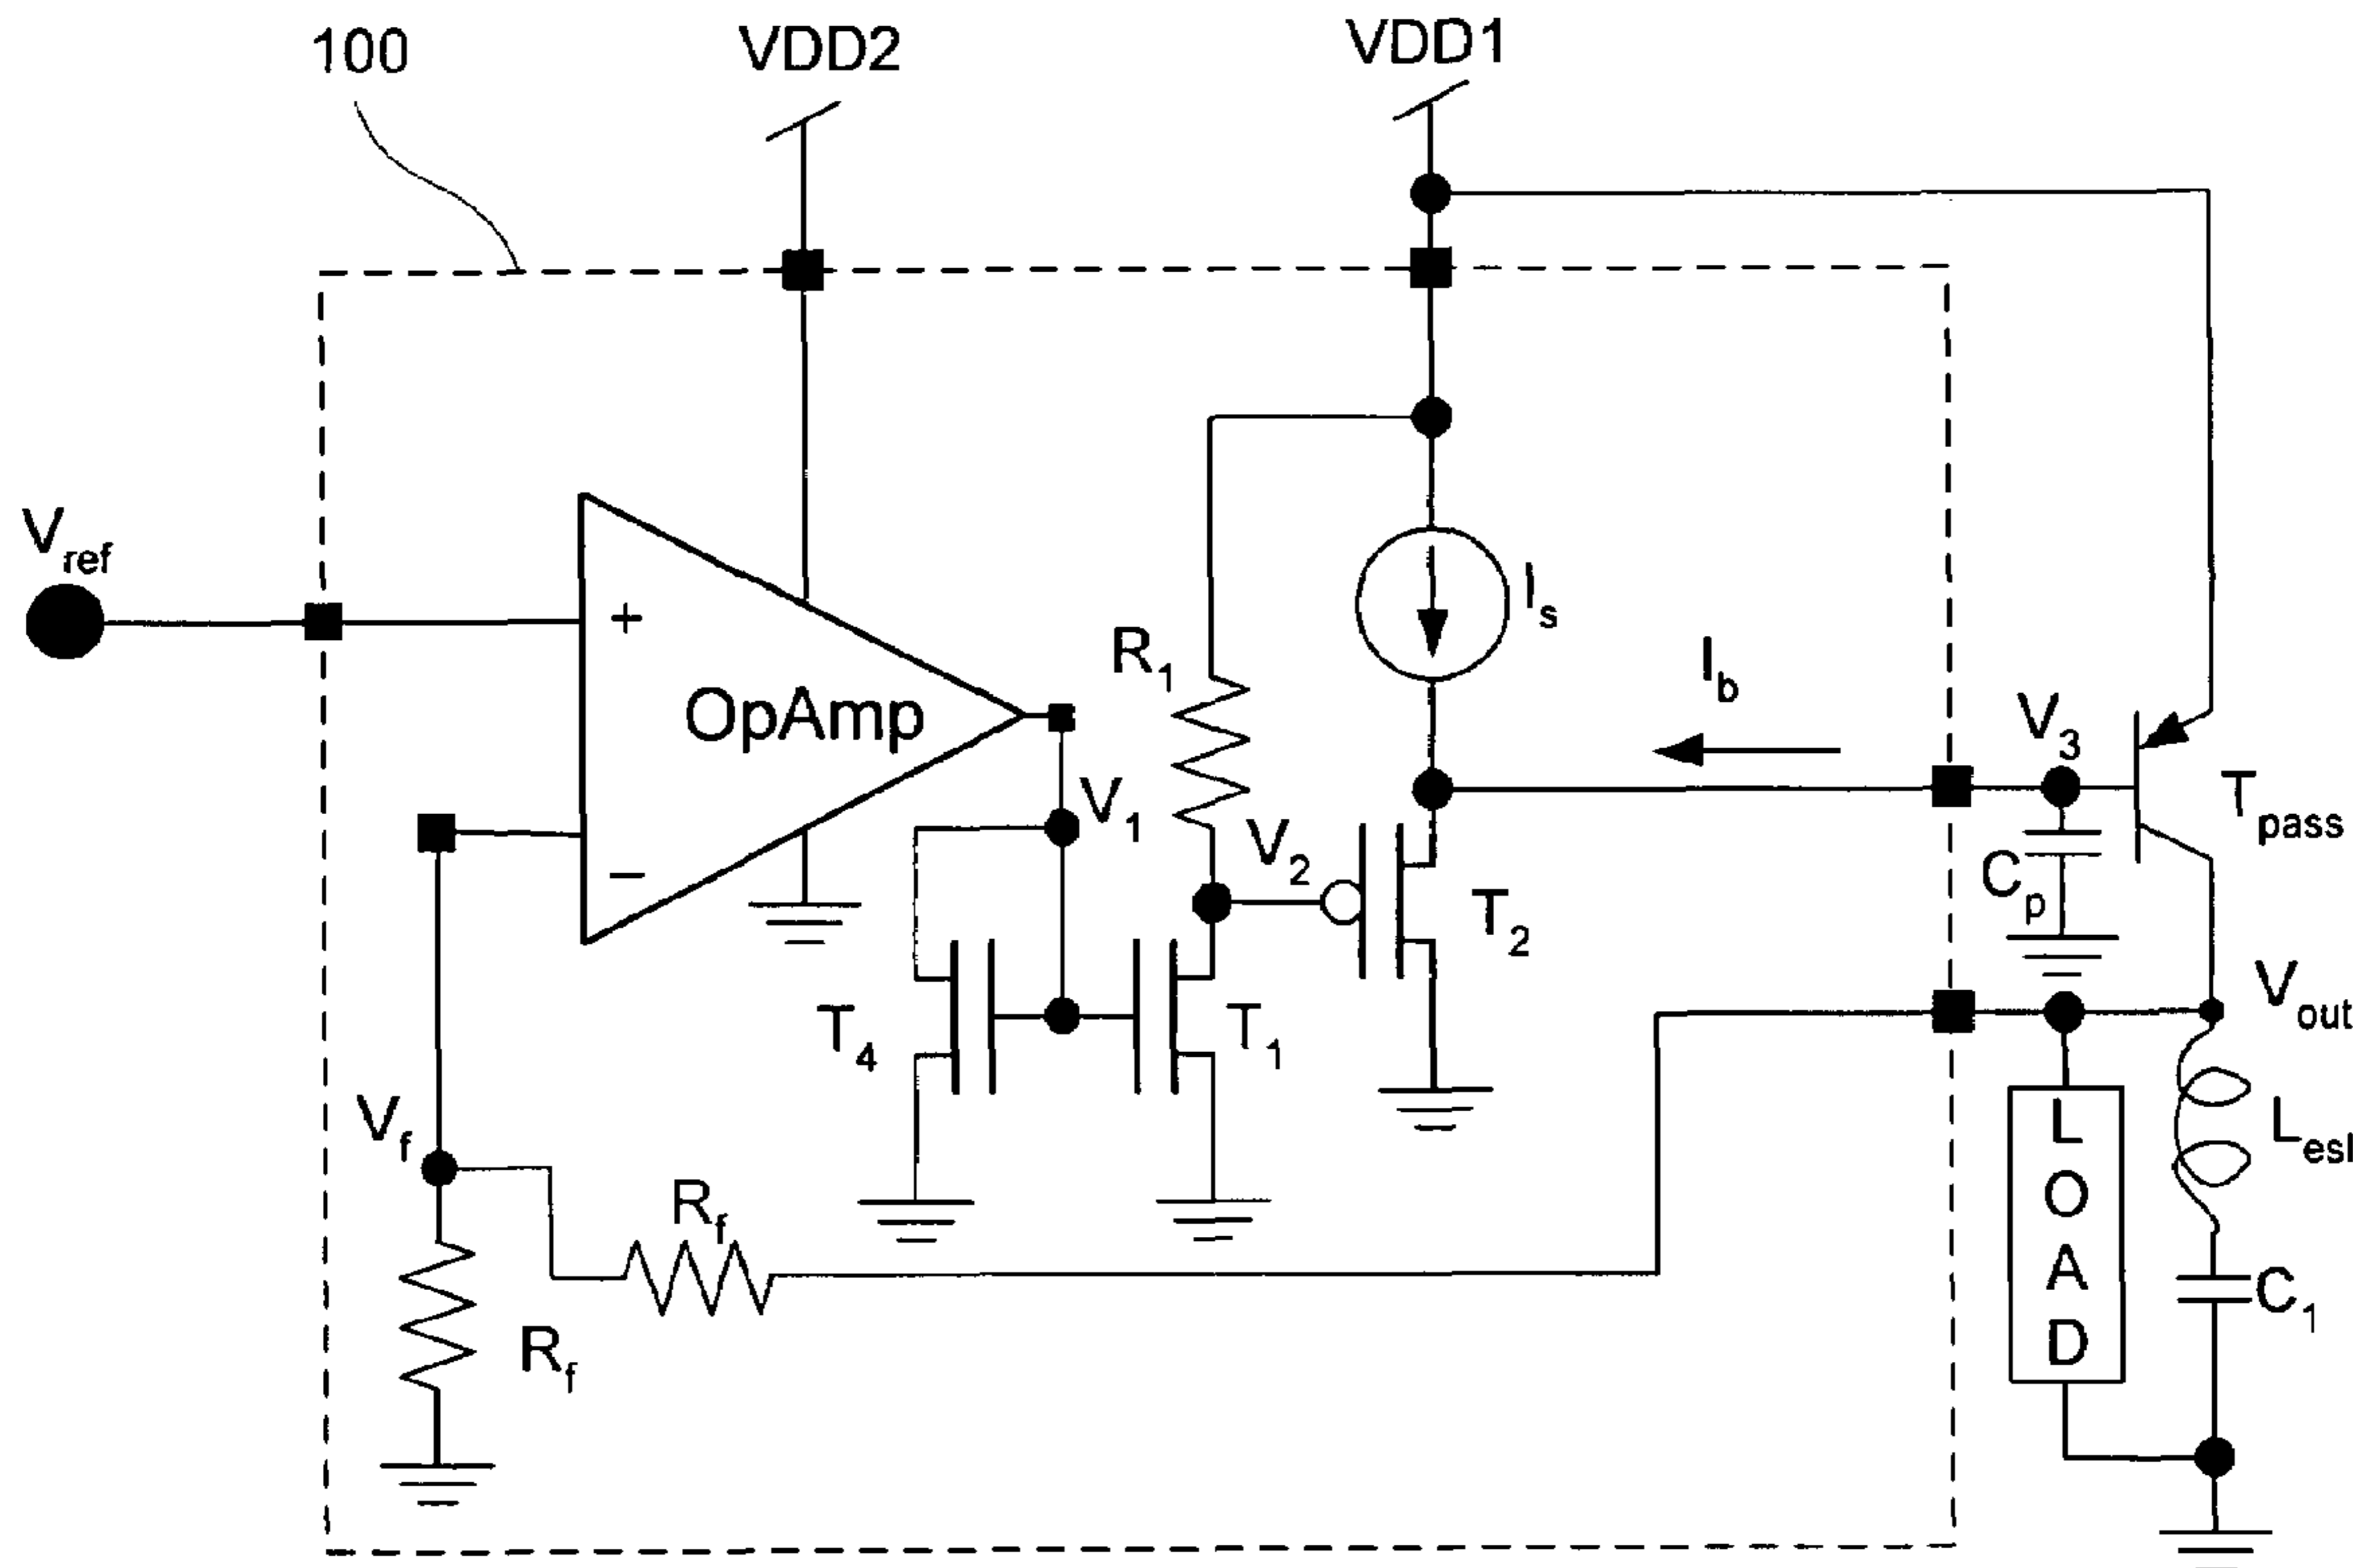 100
VDD2
VDD1
Vref
+
OpAmp
−
Is
R1
Ib
V3
Tpass
V1
V2
T2
Cp
Vout
T4
T1
Vf
Rf
Rf
LOAD
Lesl
C1